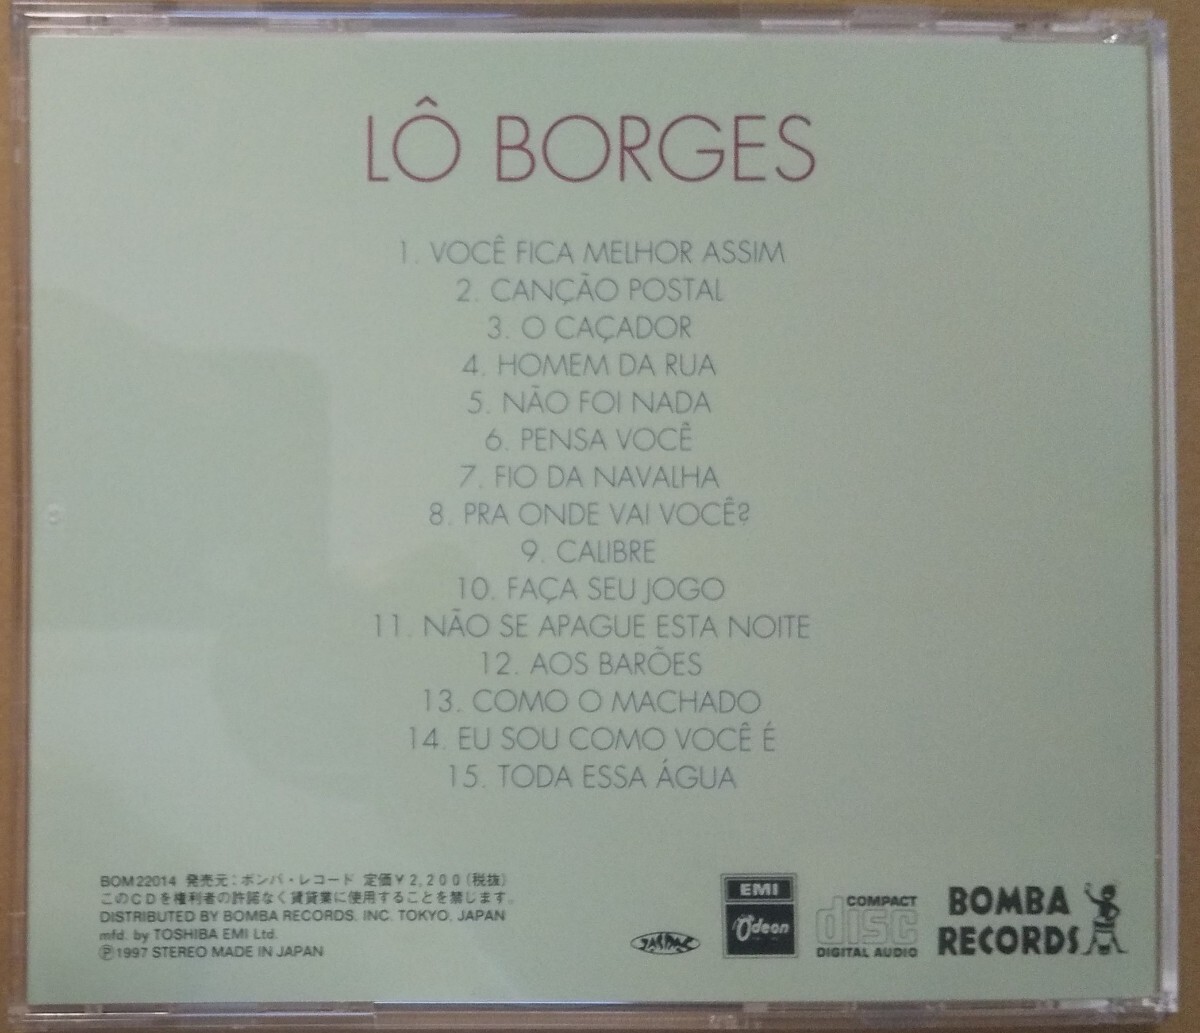 LÔ BORGES
1. VOCÊ FICA MELHOR ASSIM
2. CANÇÃO POSTAL
3. O CAÇADOR
4. HOMEM DA RUA
5. NÃO FOI NADA
6. PENSA VOCÊ
7. FIO DA NAVALHA
8. PRA ONDE VAI VOCÊ?
9. CALIBRE
10. FAÇA SEU JOGO
11. NÃO SE APAGUE ESTA NOITE
12. AOS BARÕES
13. COMO O MACHADO
14. EU SOU COMO VOCÊ É
15. TODA ESSA ÁGUA
BOM22014 発売元：ボンバ・レコード 定価¥2,200(税抜)
このCDを権利者の許諾なく賃貸業に使用することを禁じます。
DISTRIBUTED BY BOMBA RECORDS, INC. TOKYO, JAPAN
mfd. by TOSHIBA EMI Ltd.
Ⓟ1997 STEREO MADE IN JAPAN
JASRAC
EMI
Odeon
COMPACT
disc
DIGITAL AUDIO
BOMBA
RECORDS